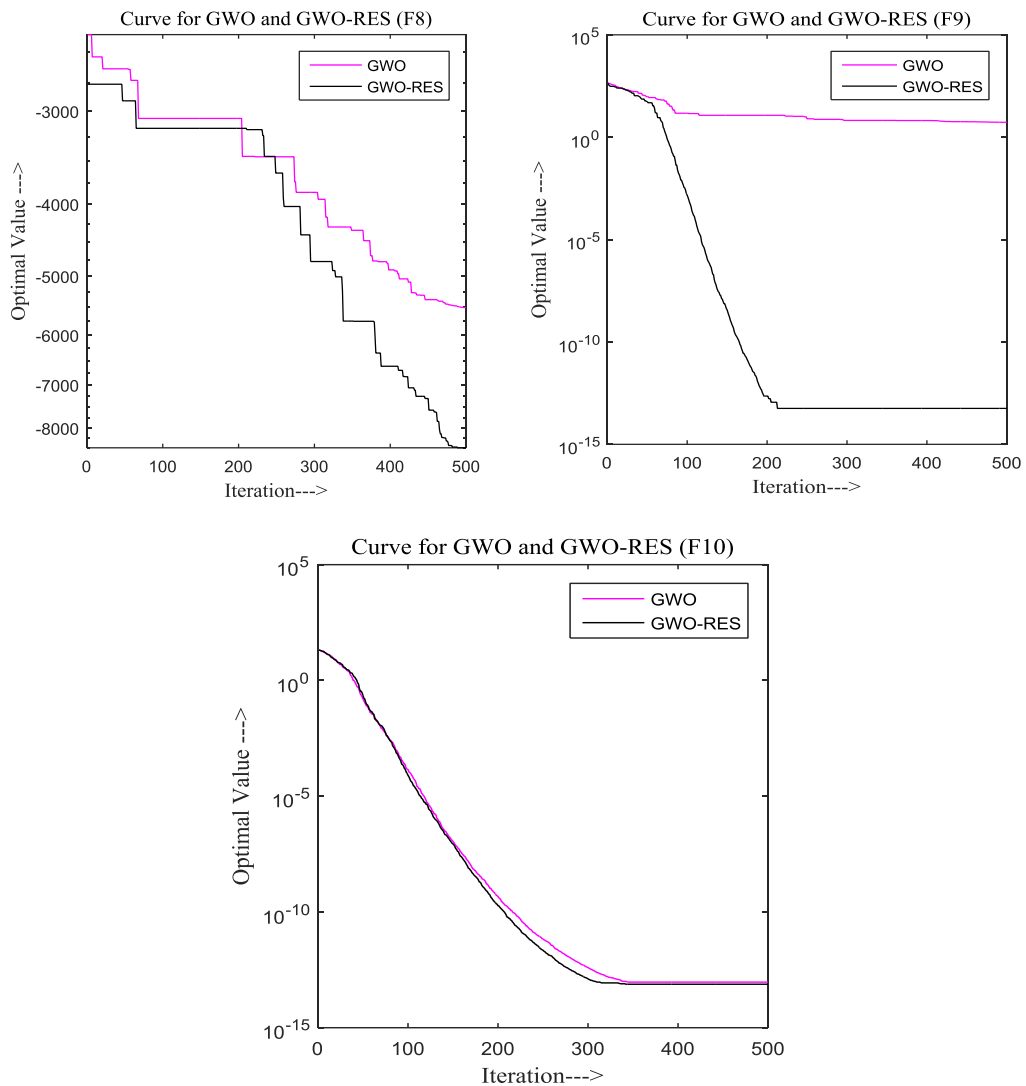 Curve for GWO and GWO-RES (F8)
GWO
GWO-RES
-3000
-4000
-5000
-6000
-7000
-8000
Optimal Value --->
0 100 200 300 400 500
Iteration--->
Curve for GWO and GWO-RES (F9)
GWO
GWO-RES
10^5
10^0
10^-5
10^-10
10^-15
Optimal Value --->
0 100 200 300 400 500
Iteration--->
Curve for GWO and GWO-RES (F10)
GWO
GWO-RES
10^5
10^0
10^-5
10^-10
10^-15
Optimal Value --->
0 100 200 300 400 500
Iteration--->